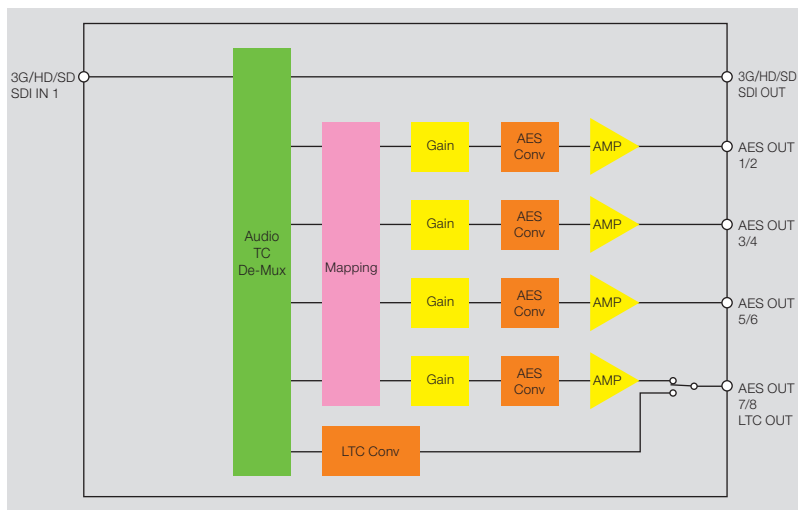 3G/HD/SD
SDI IN 1
3G/HD/SD
SDI OUT
Audio
TC
De-Mux
Mapping
Gain
AES
Conv
AMP
AES OUT
1/2
Gain
AES
Conv
AMP
AES OUT
3/4
Gain
AES
Conv
AMP
AES OUT
5/6
Gain
AES
Conv
AMP
AES OUT
7/8
LTC OUT
LTC Conv